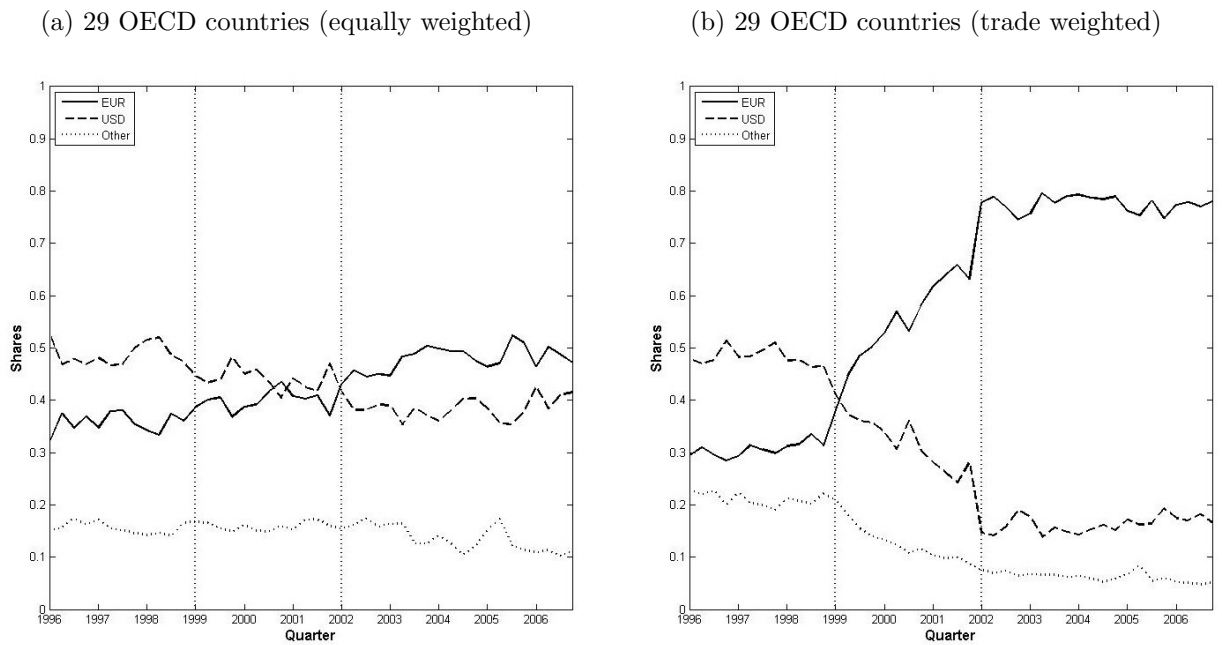 (a) 29 OECD countries (equally weighted)
(b) 29 OECD countries (trade weighted)
1
0.9
0.8
0.7
0.6
0.5
0.4
0.3
0.2
0.1
0
Shares
EUR
USD
Other
1996 1997 1998 1999 2000 2001 2002 2003 2004 2005 2006
Quarter
1
0.9
0.8
0.7
0.6
0.5
0.4
0.3
0.2
0.1
0
Shares
EUR
USD
Other
1996 1997 1998 1999 2000 2001 2002 2003 2004 2005 2006
Quarter